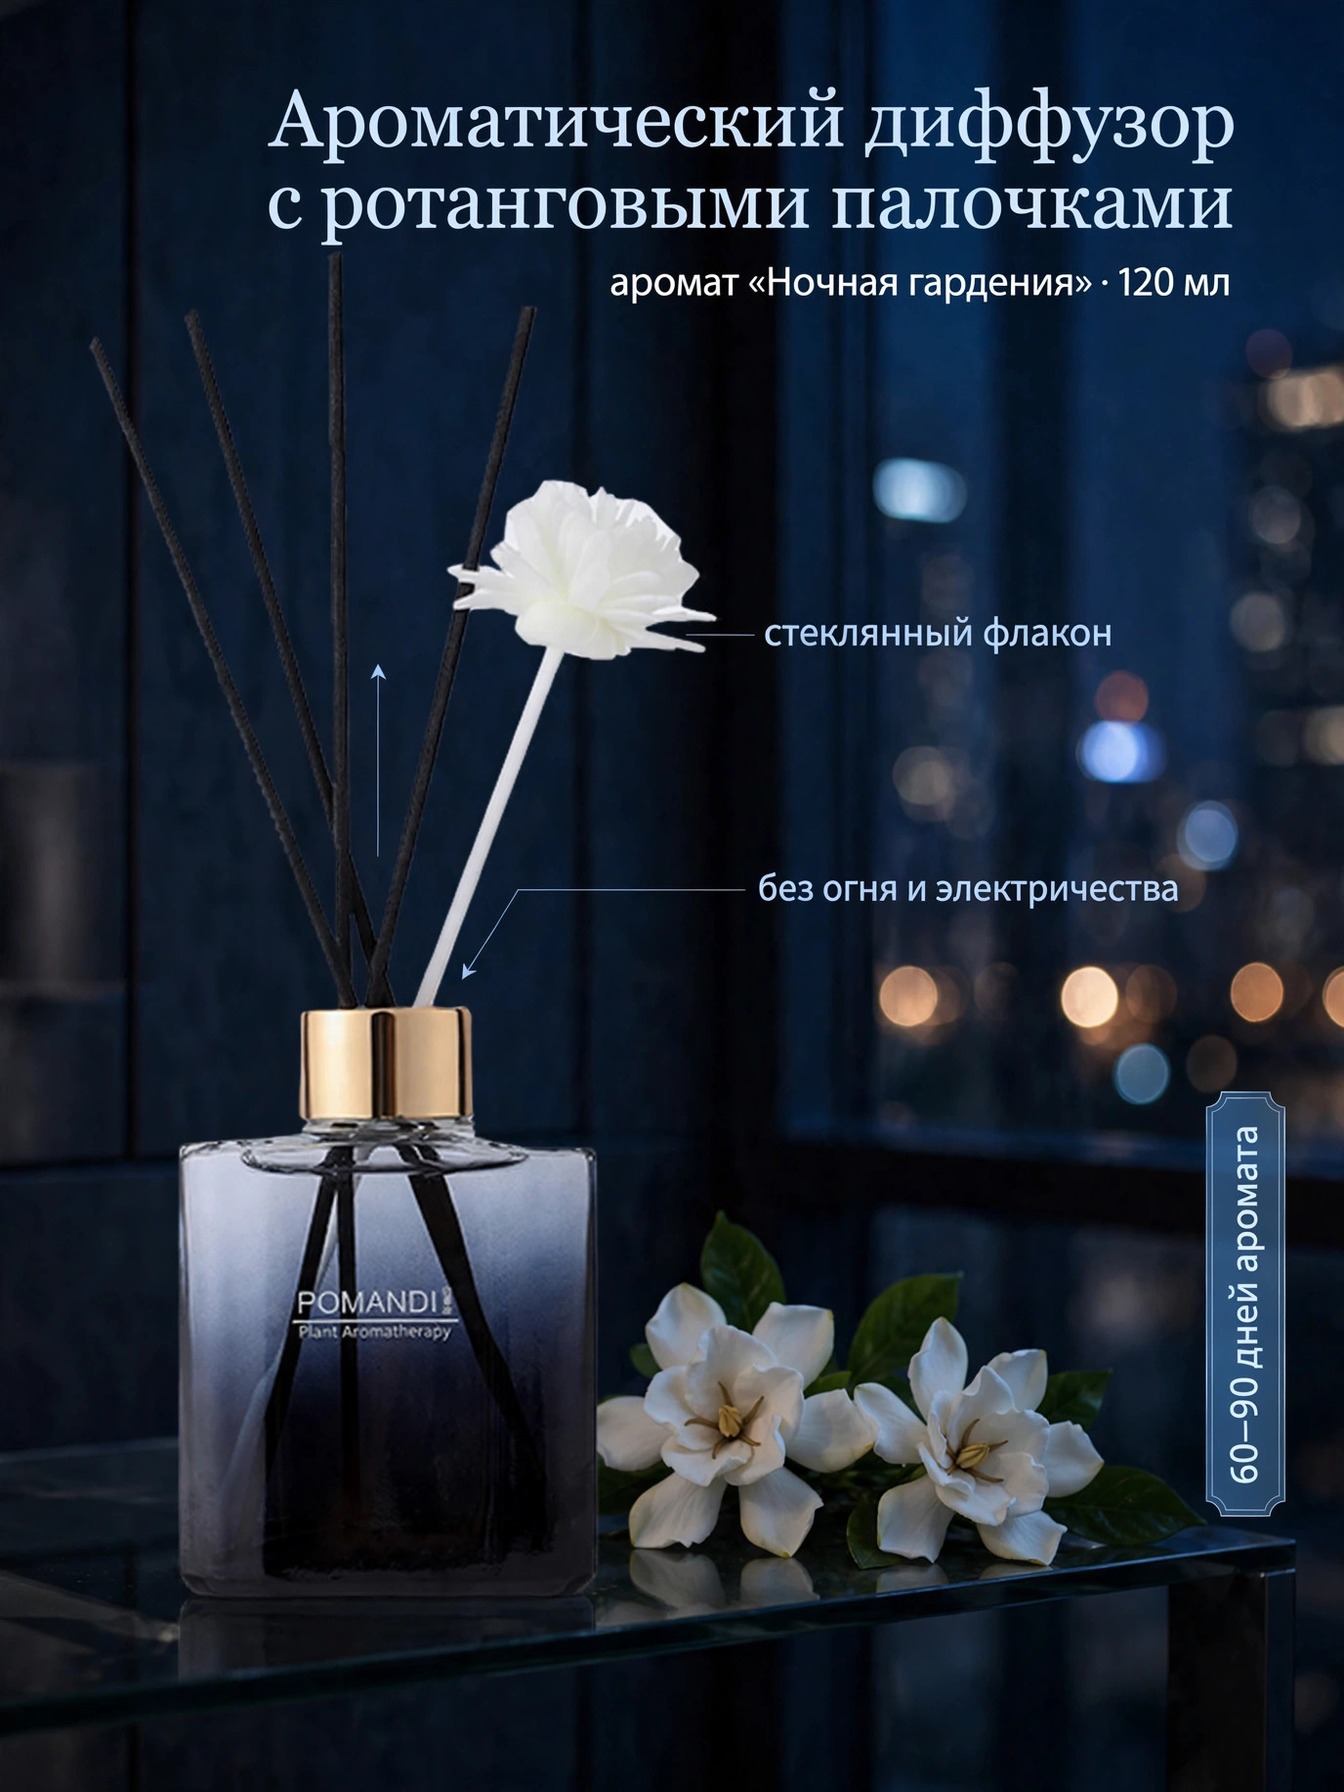 Ароматический диффузор
с ротанговыми палочками
аромат «Ночная гардения» · 120 мл
стеклянный флакон
без огня и электричества
60–90 дней аромата
POMANDI
Plant Aromatherapy